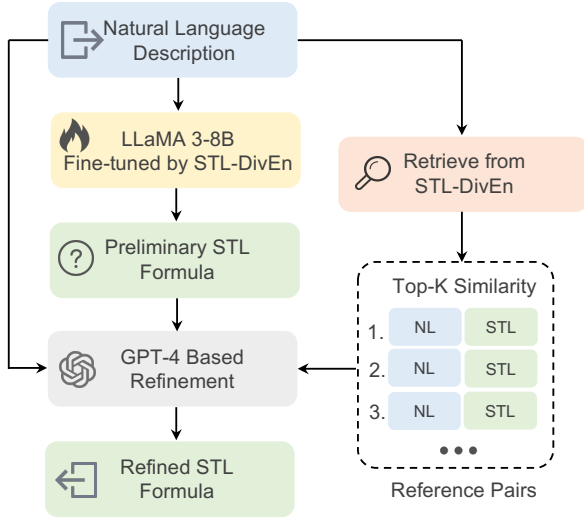 Natural Language
Description
LLaMA 3-8B
Fine-tuned by STL-DivEn
Retrieve from
STL-DivEn
?
Preliminary STL
Formula
Top-K Similarity
1. NL STL
2. NL STL
3. NL STL
GPT-4 Based
Refinement
Refined STL
Formula
Reference Pairs